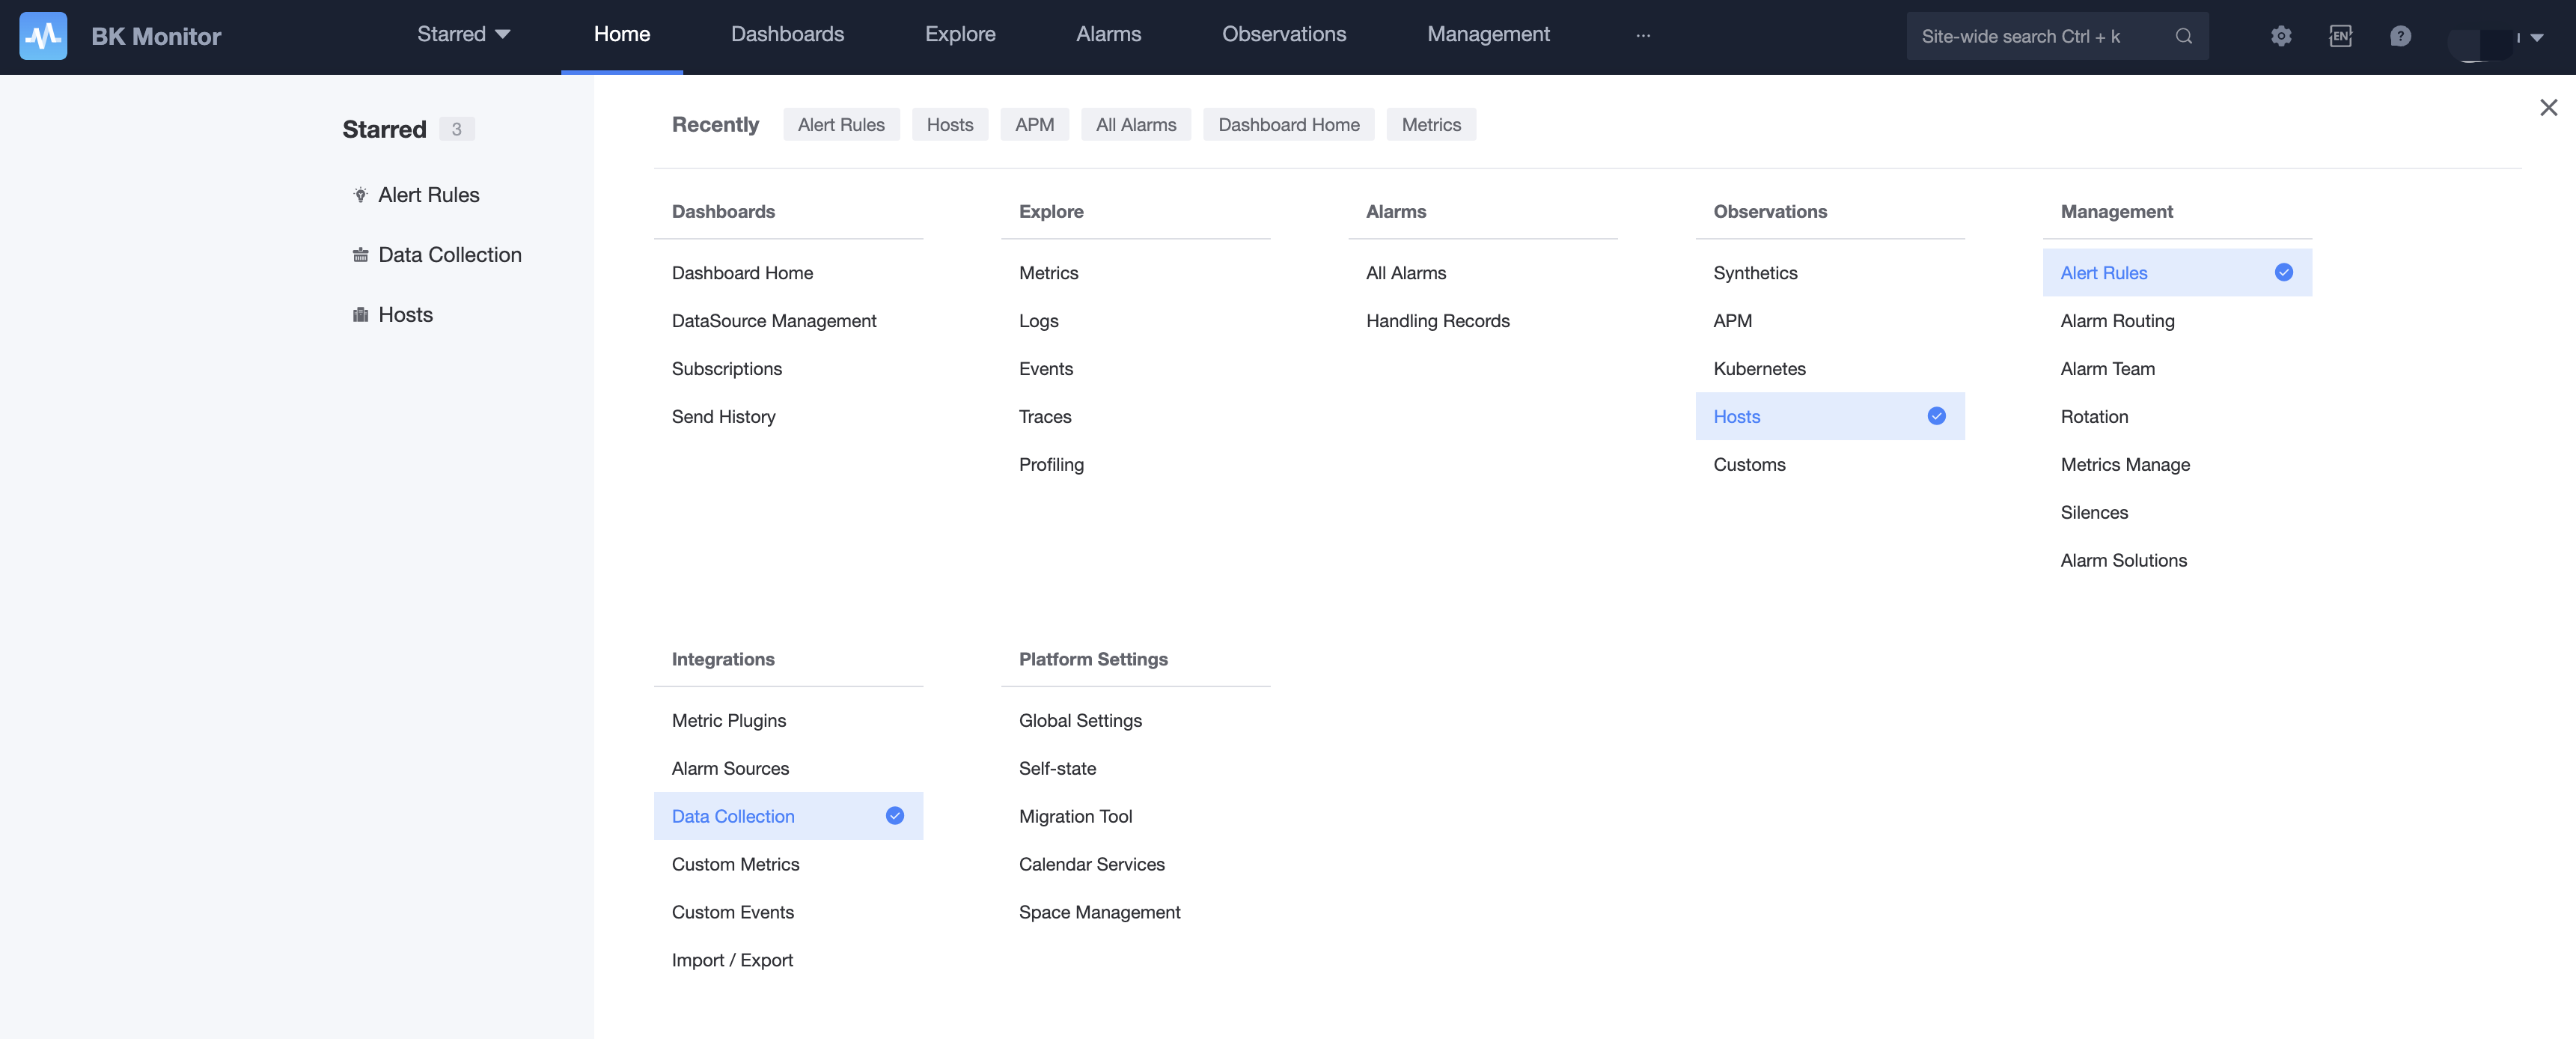 BK Monitor
Starred
Home
Dashboards
Explore
Alarms
Observations
Management
...
Site-wide search Ctrl + k
EN
?
Starred 3
Alert Rules
Data Collection
Hosts
Recently
Alert Rules
Hosts
APM
All Alarms
Dashboard Home
Metrics
Dashboards
Dashboard Home
DataSource Management
Subscriptions
Send History
Explore
Metrics
Logs
Events
Traces
Profiling
Alarms
All Alarms
Handling Records
Observations
Synthetics
APM
Kubernetes
Hosts
Customs
Management
Alert Rules
Alarm Routing
Alarm Team
Rotation
Metrics Manage
Silences
Alarm Solutions
Integrations
Metric Plugins
Alarm Sources
Data Collection
Custom Metrics
Custom Events
Import / Export
Platform Settings
Global Settings
Self-state
Migration Tool
Calendar Services
Space Management